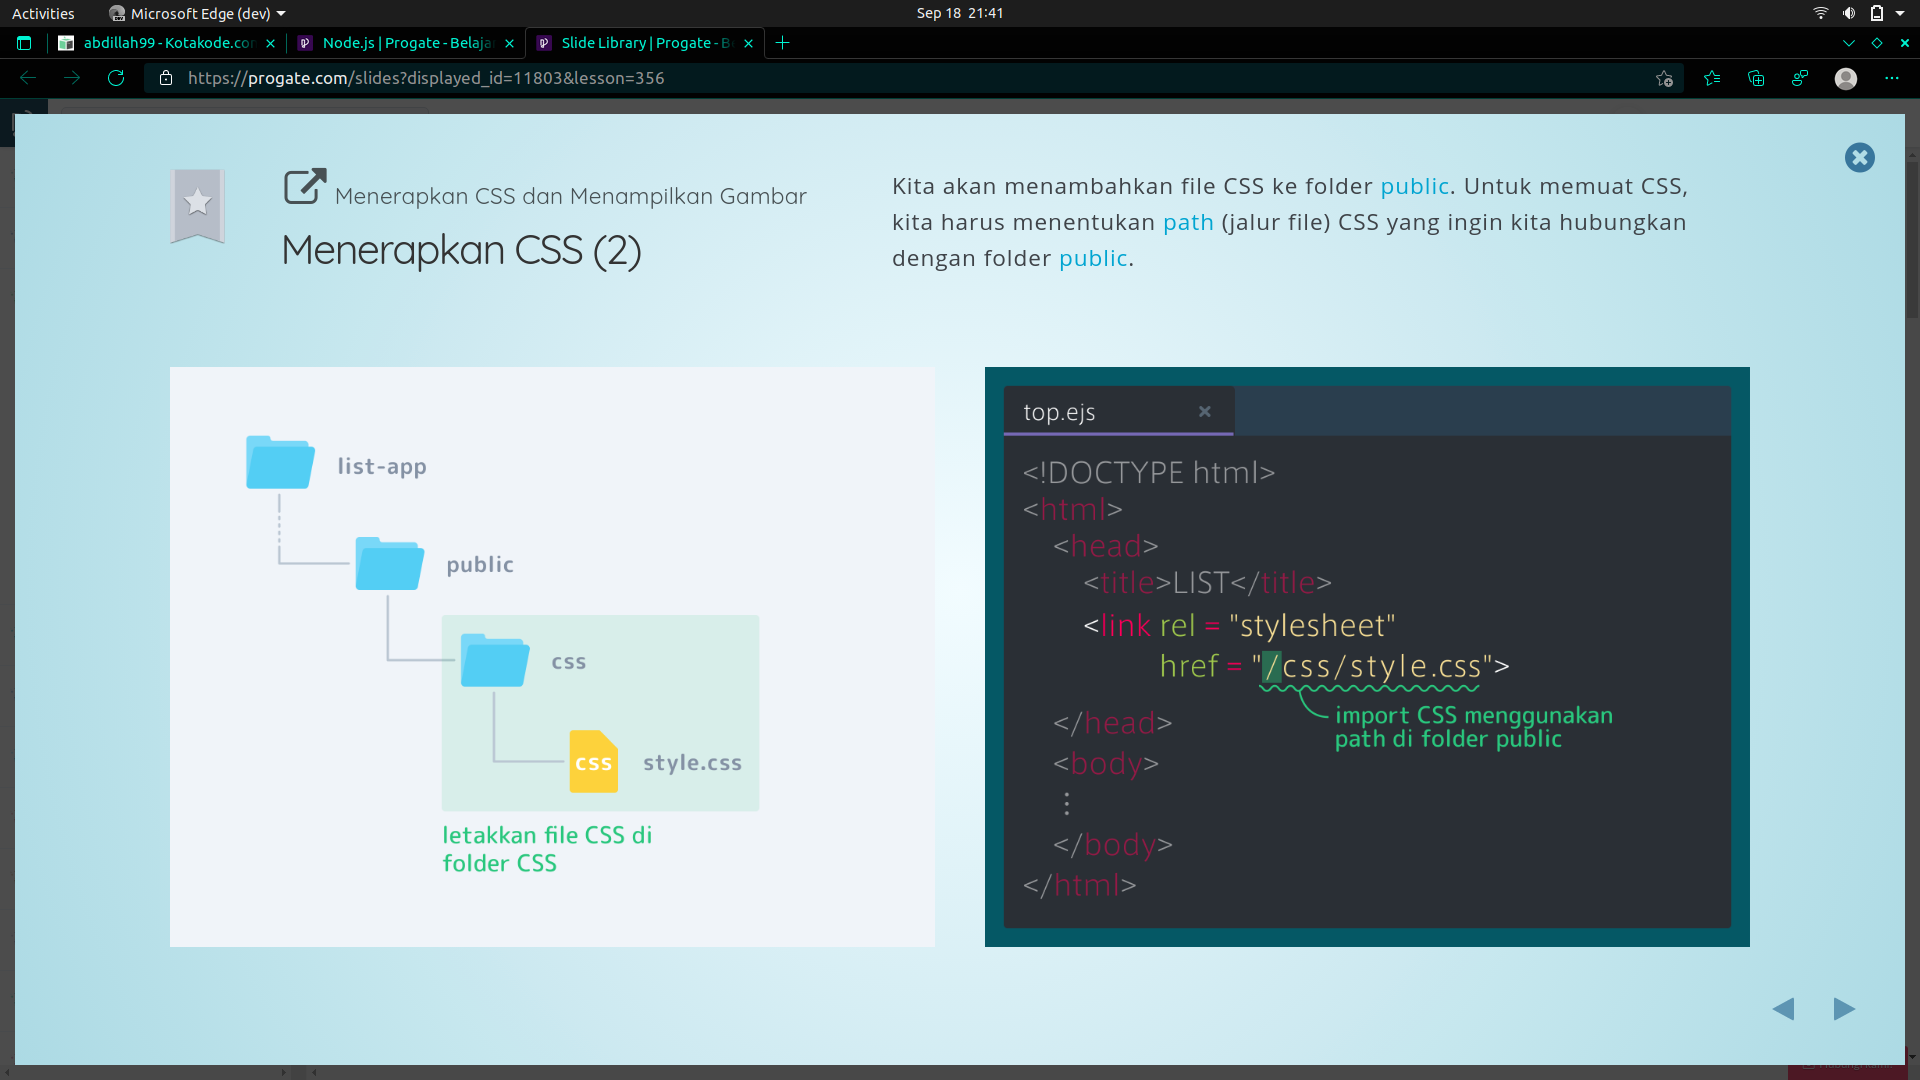 Activities
Microsoft Edge (dev)
Sep 18 21:41
abdillah99 - Kotakode.con
Node.js | Progate - Belaja
Slide Library | Progate - B
https://progate.com/slides?displayed_id=11803&lesson=356
Menerapkan CSS dan Menampilkan Gambar
Menerapkan CSS (2)
Kita akan menambahkan file CSS ke folder public. Untuk memuat CSS,
kita harus menentukan path (jalur file) CSS yang ingin kita hubungkan
dengan folder public.
list-app
public
css
css
style.css
letakkan file CSS di
folder CSS
top.ejs
<!DOCTYPE html>
<html>
<head>
<title>LIST</title>
<link rel = "stylesheet"
href = "/css/style.css">
import CSS menggunakan
path di folder public
</head>
<body>
⋮
</body>
</html>